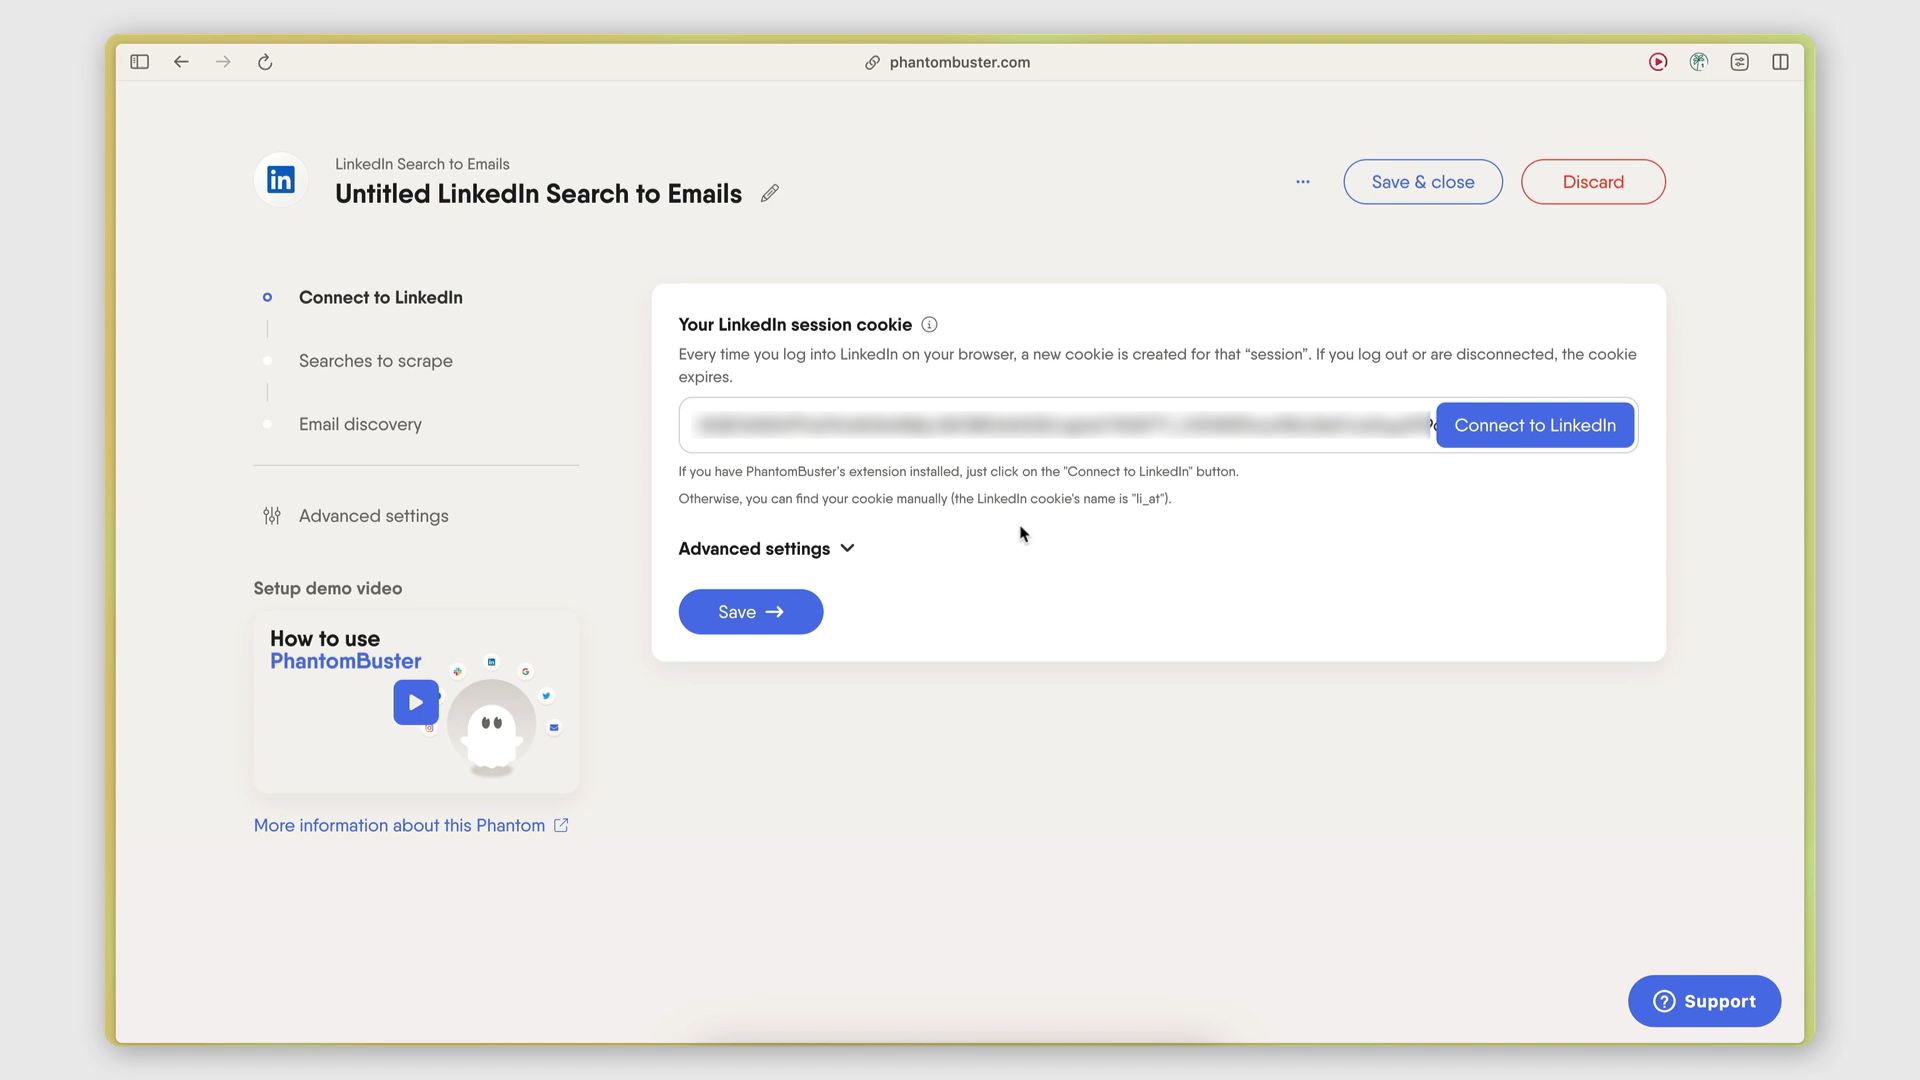 phantombuster.com
LinkedIn Search to Emails
Untitled LinkedIn Search to Emails
Save & close
Discard
Connect to LinkedIn
Searches to scrape
Email discovery
Advanced settings
Setup demo video
How to use
PhantomBuster
More information about this Phantom
Your LinkedIn session cookie
Every time you log into LinkedIn on your browser, a new cookie is created for that “session”. If you log out or are disconnected, the cookie
expires.
Connect to LinkedIn
If you have PhantomBuster's extension installed, just click on the "Connect to LinkedIn" button.
Otherwise, you can find your cookie manually (the LinkedIn cookie's name is "li_at").
Advanced settings
Save
Support